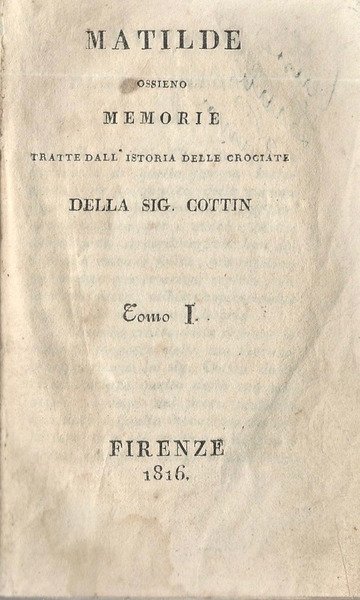 MATILDE
OSSIENO
MEMORIE
TRATTE DALL'ISTORIA DELLE CROCIATE
DELLA SIG. COTTIN
Tomo I.
FIRENZE
1816.